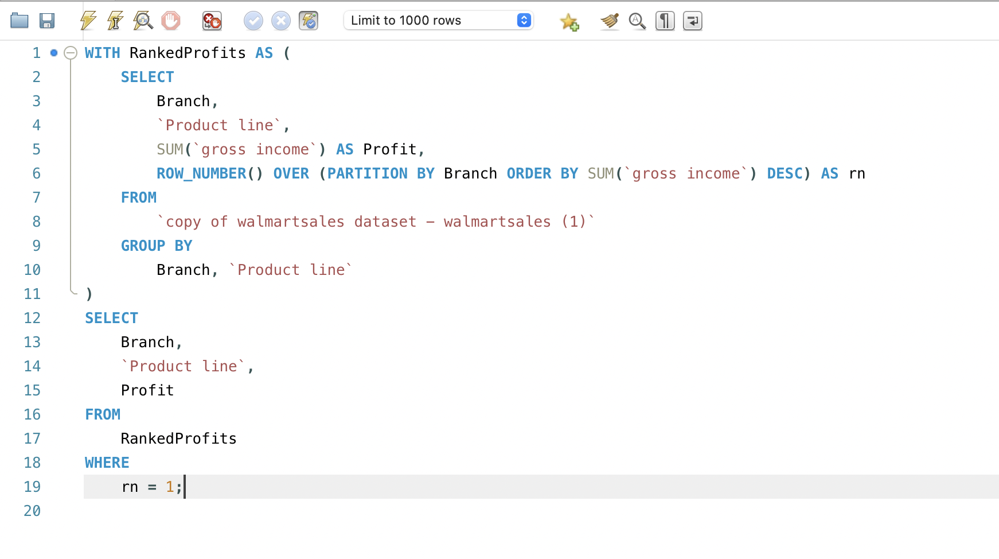 Limit to 1000 rows
1 WITH RankedProfits AS (
2 SELECT
3 Branch,
4 `Product line`,
5 SUM(`gross income`) AS Profit,
6 ROW_NUMBER() OVER (PARTITION BY Branch ORDER BY SUM(`gross income`) DESC) AS rn
7 FROM
8 `copy of walmartsales dataset - walmartsales (1)`
9 GROUP BY
10 Branch, `Product line`
11 )
12 SELECT
13 Branch,
14 `Product line`,
15 Profit
16 FROM
17 RankedProfits
18 WHERE
19 rn = 1;
20